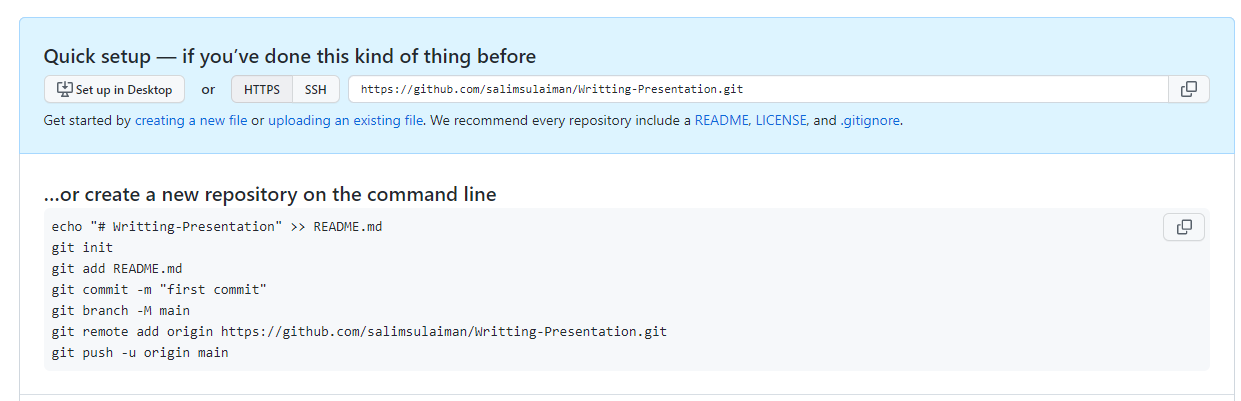 Quick setup — if you’ve done this kind of thing before
Set up in Desktop or HTTPS SSH https://github.com/salimsulaiman/Writting-Presentation.git
Get started by creating a new file or uploading an existing file. We recommend every repository include a README, LICENSE, and .gitignore.
…or create a new repository on the command line
echo "# Writting-Presentation" >> README.md
git init
git add README.md
git commit -m "first commit"
git branch -M main
git remote add origin https://github.com/salimsulaiman/Writting-Presentation.git
git push -u origin main